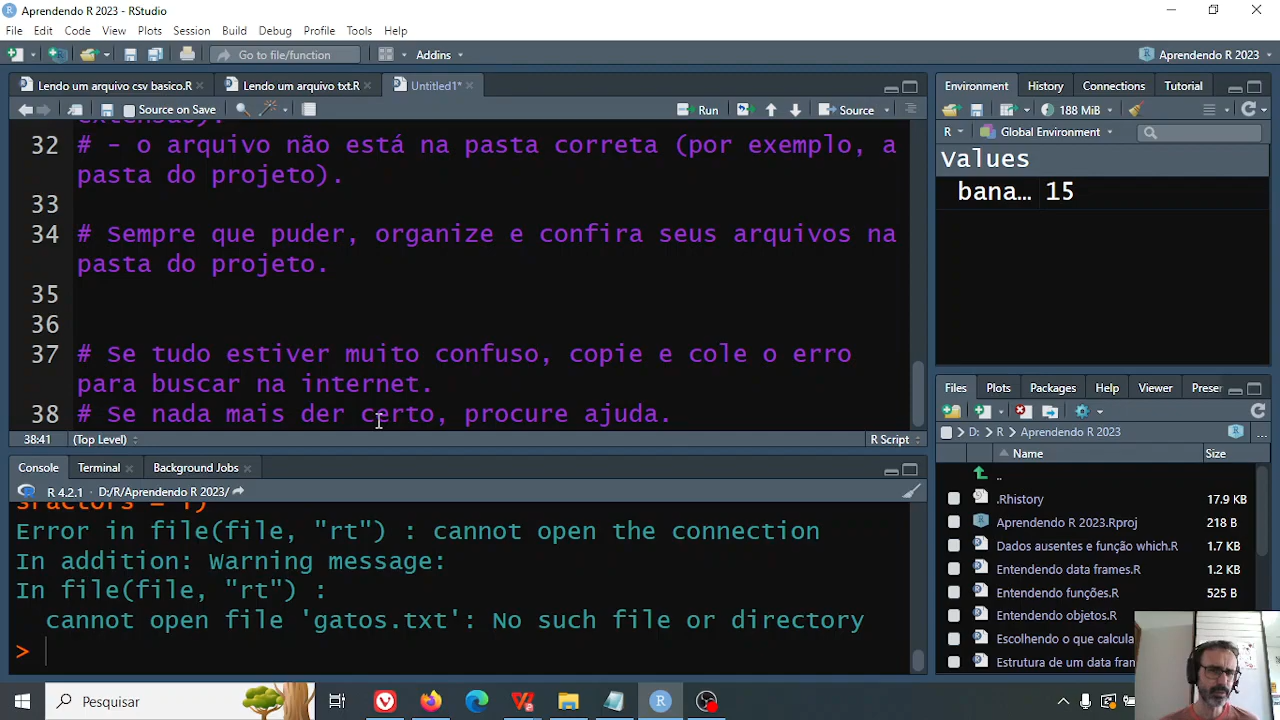 Aprendendo R 2023 - RStudio
File Edit Code View Plots Session Build Debug Profile Tools Help
Go to file/function
Addins
Aprendendo R 2023
Lendo um arquivo csv basico.R
Lendo um arquivo txt.R
Untitled1*
Source on Save
Run
Source
extensão).
32 # - o arquivo não está na pasta correta (por exemplo, a
pasta do projeto).
33
34 # Sempre que puder, organize e confira seus arquivos na
pasta do projeto.
35
36
37 # Se tudo estiver muito confuso, copie e cole o erro
para buscar na internet.
38 # Se nada mais der certo, procure ajuda.
38:41 (Top Level) R Script
Console Terminal Background Jobs
R 4.2.1 · D:/R/Aprendendo R 2023/
sFactors = T)
Error in file(file, "rt") : cannot open the connection
In addition: Warning message:
In file(file, "rt") :
cannot open file 'gatos.txt': No such file or directory
>
Environment History Connections Tutorial
188 MiB
R Global Environment
Values
bana… 15
Files Plots Packages Help Viewer Preser
D: R Aprendendo R 2023
Name Size
..
.Rhistory 17.9 KB
Aprendendo R 2023.Rproj 218 B
Dados ausentes e função which.R 1.7 KB
Entendendo data frames.R 1.2 KB
Entendendo funções.R 525 B
Entendendo objetos.R
Escolhendo o que calcula
Estrutura de um data fran
Pesquisar